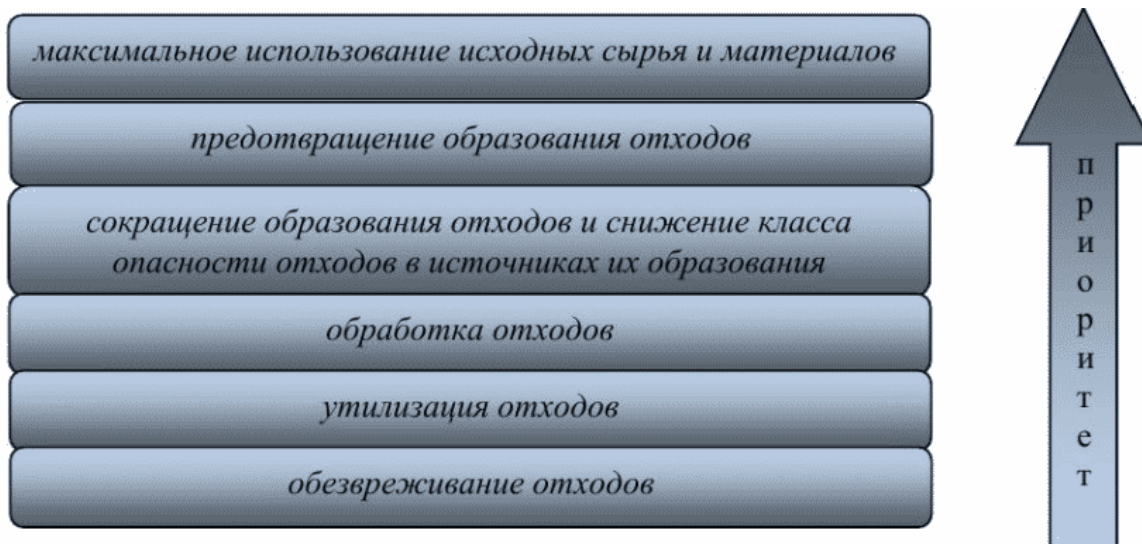 максимальное использование исходных сырья и материалов
предотвращение образования отходов
сокращение образования отходов и снижение класса
опасности отходов в источниках их образования
обработка отходов
утилизация отходов
обезвреживание отходов
приоритет